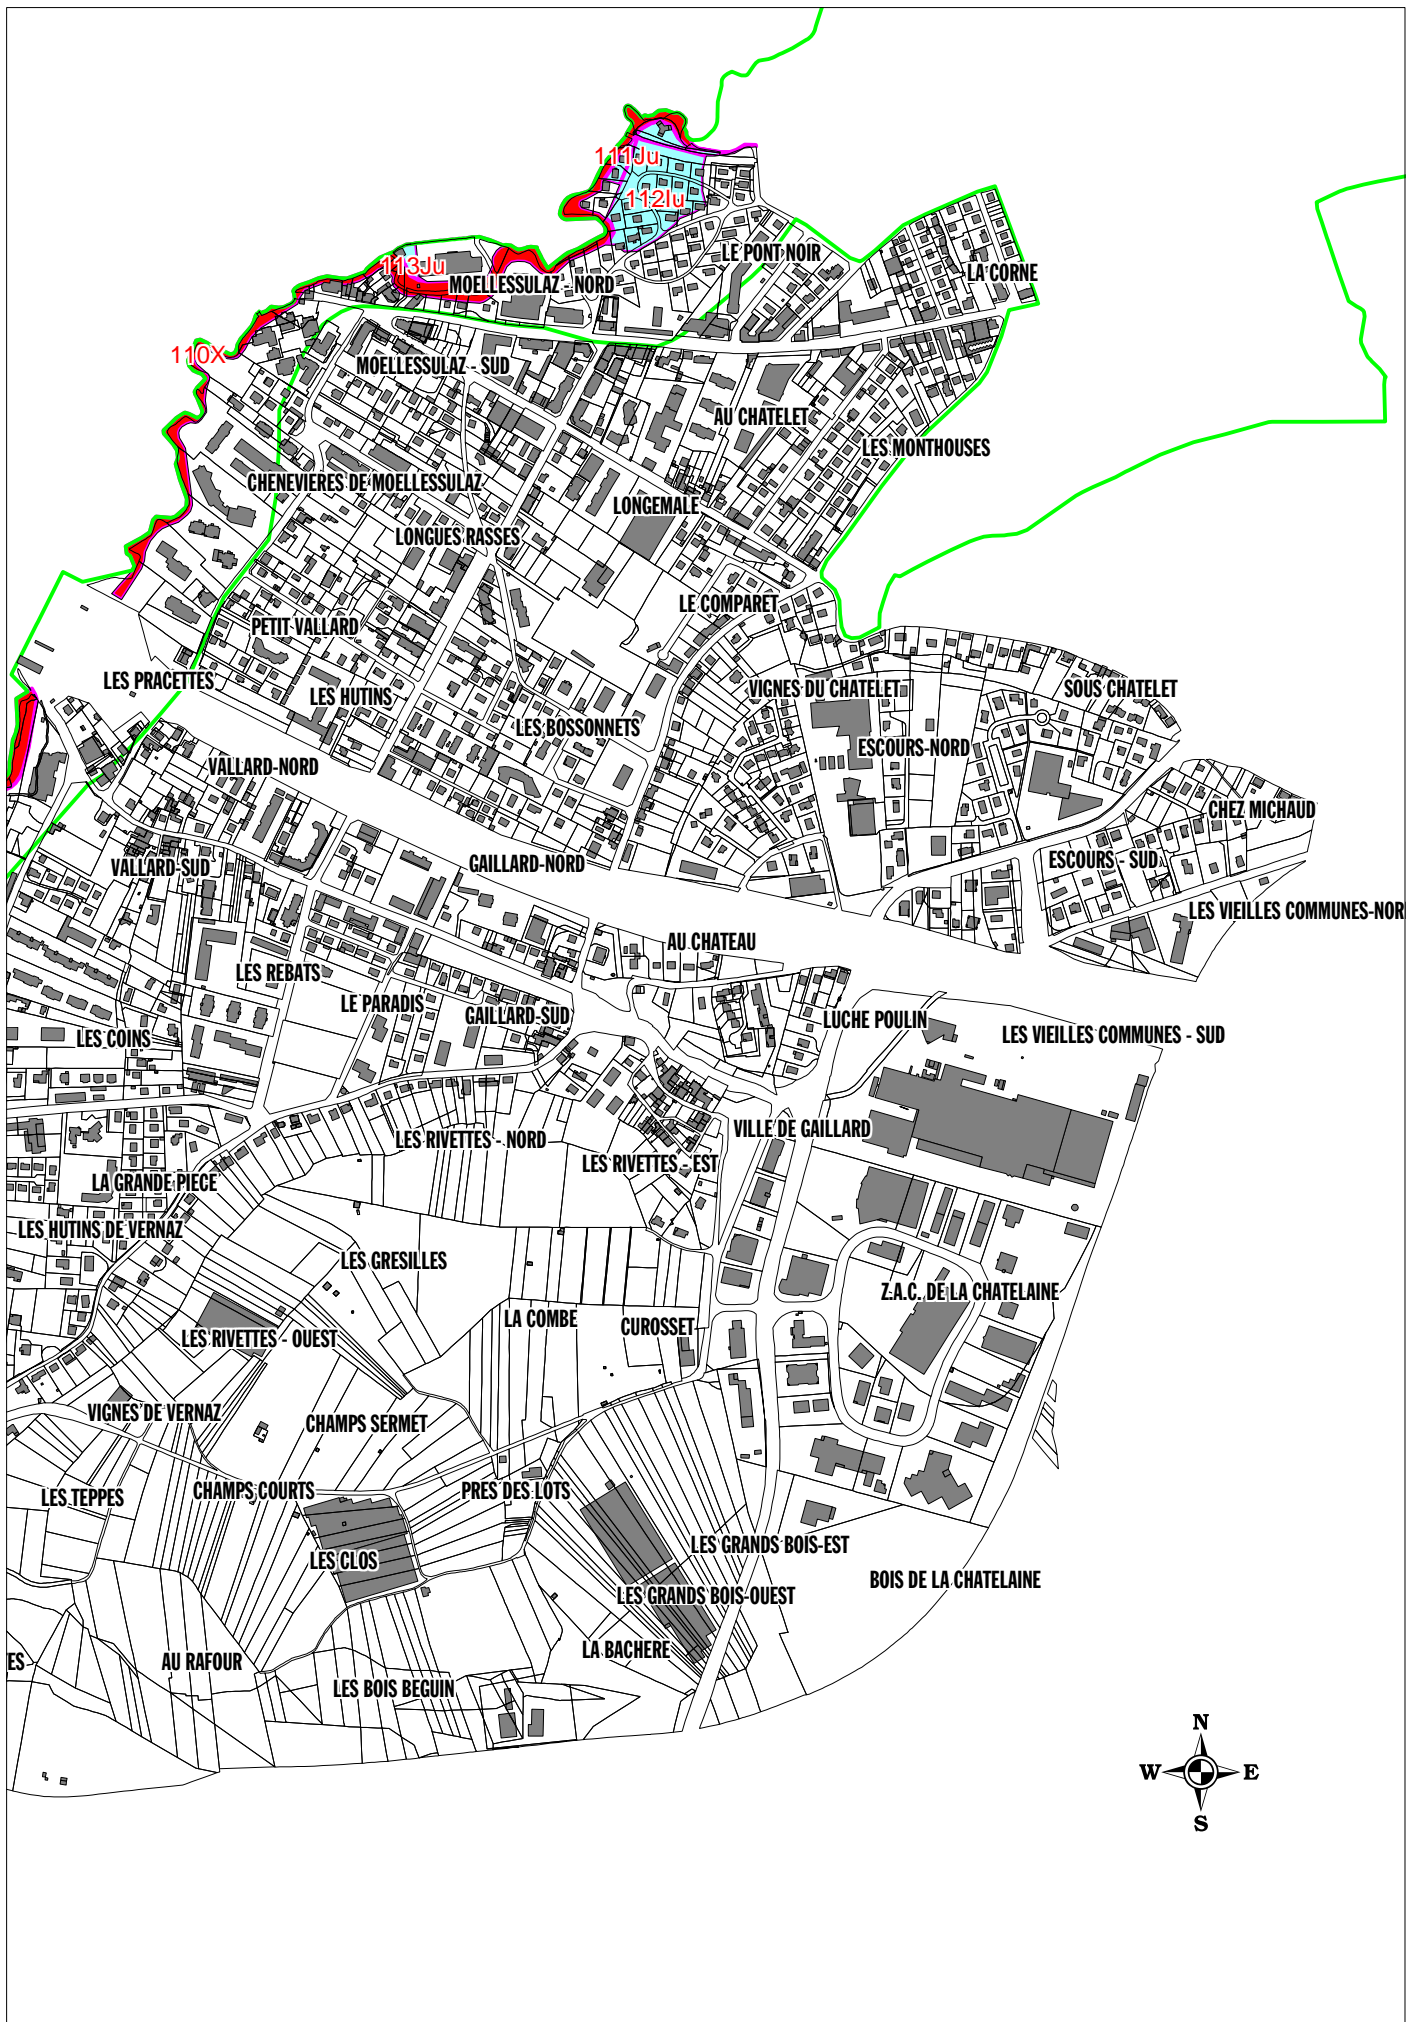 111Ju
112Iu
LE PONT NOIR
113Ju
LA CORNE
MOELLESSULAZ - NORD
110X
MOELLESSULAZ - SUD
AU CHATELET
LES MONTHOUSES
CHENEVIERES DE MOELLESSULAZ
LONGEMALE
LONGUES RASSES
LE COMPARET
PETIT VALLARD
LES PRACETTES
LES HUTINS
VIGNES DU CHATELET
SOUS CHATELET
LES BOSSONNETS
ESCOURS-NORD
VALLARD-NORD
CHEZ MICHAUD
VALLARD-SUD
GAILLARD-NORD
ESCOURS - SUD
LES VIEILLES COMMUNES-NOR
AU CHATEAU
LES REBATS
LE PARADIS
GAILLARD-SUD
LUCHE POULIN
LES COINS
LES VIEILLES COMMUNES - SUD
LES RIVETTES - NORD
VILLE DE GAILLARD
LES RIVETTES - EST
LA GRANDE PIECE
LES HUTINS DE VERNAZ
LES GRESILLES
Z.A.C. DE LA CHATELAINE
LA COMBE
CUROSSET
LES RIVETTES - OUEST
VIGNES DE VERNAZ
CHAMPS SERMET
LES TEPPES
CHAMPS COURTS
PRES DES LOTS
LES GRANDS BOIS-EST
LES CLOS
BOIS DE LA CHATELAINE
LES GRANDS BOIS-OUEST
LA BACHERE
ES
AU RAFOUR
LES BOIS BEGUIN
N
W
E
S